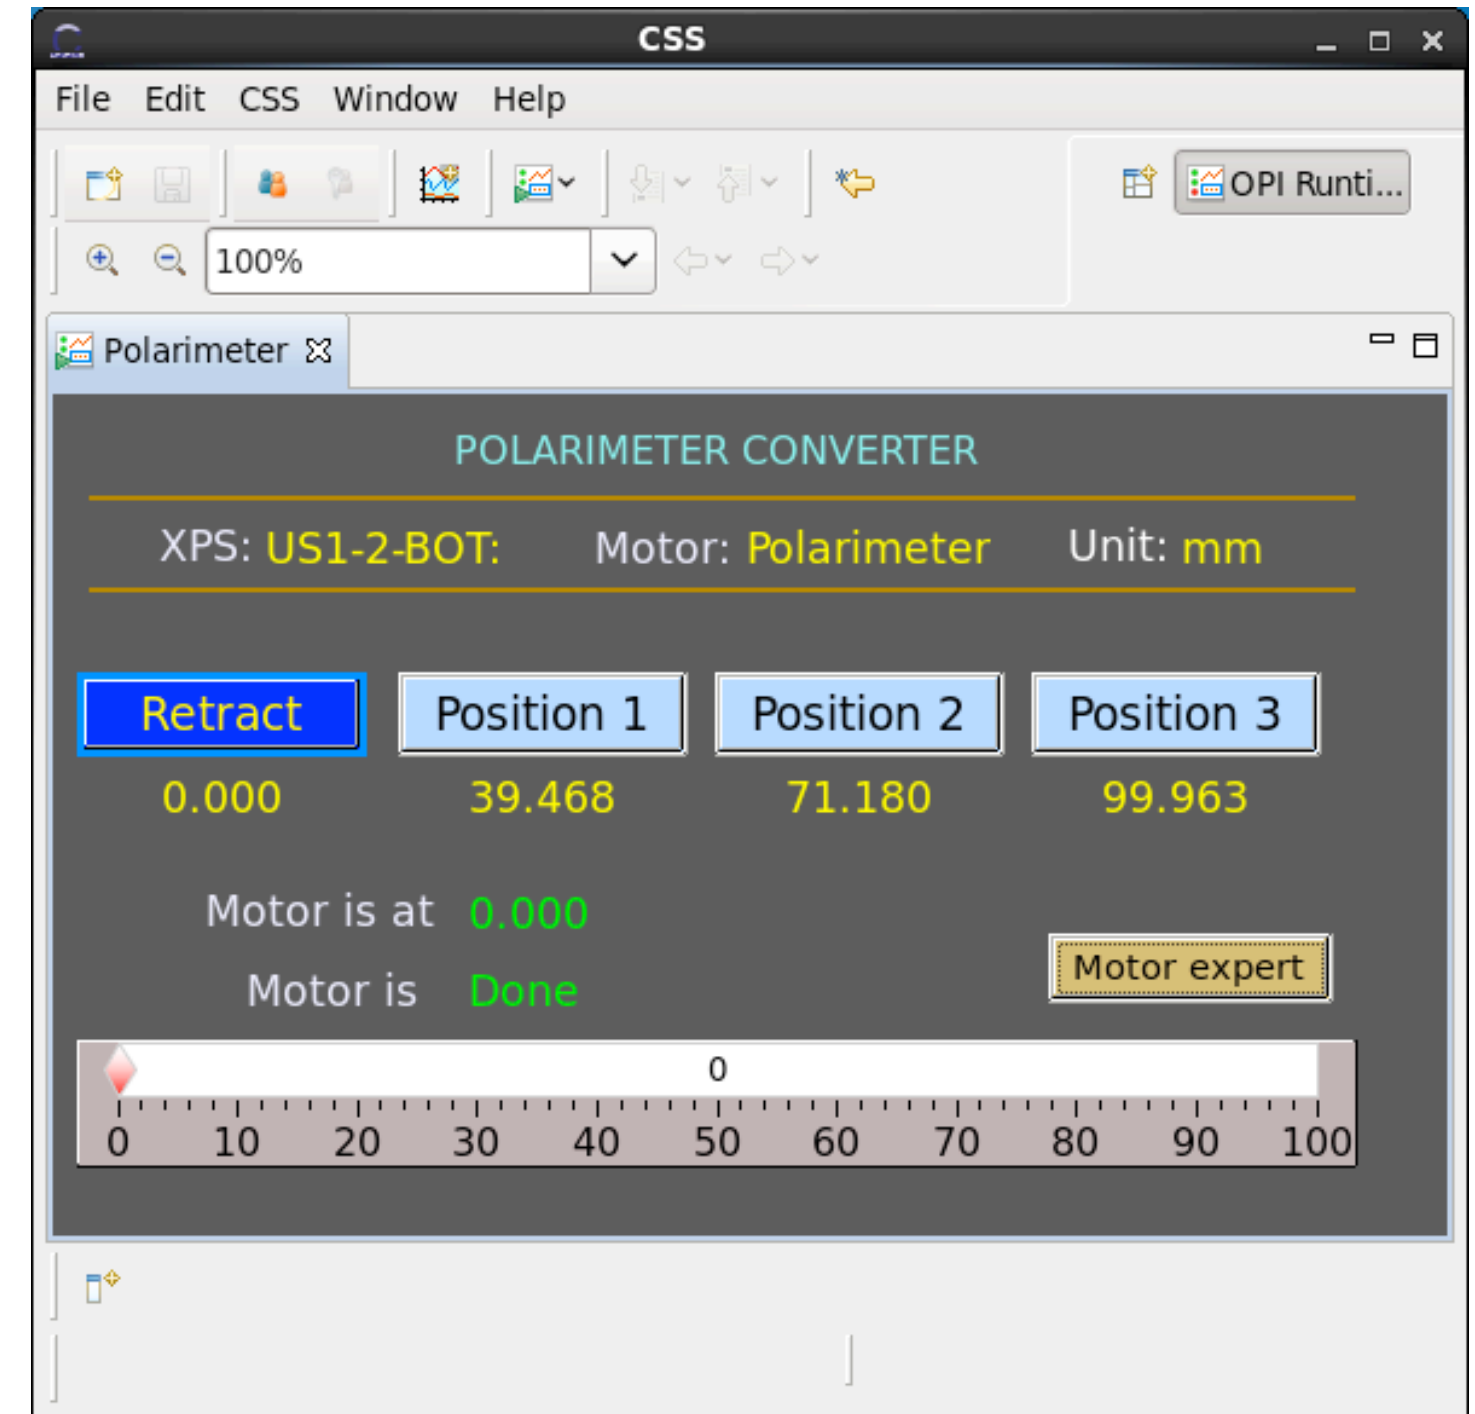 CSS
File Edit CSS Window Help
OPI Runti...
100%
Polarimeter
POLARIMETER CONVERTER
XPS: US1-2-BOT: Motor: Polarimeter Unit: mm
Retract Position 1 Position 2 Position 3
0.000 39.468 71.180 99.963
Motor is at 0.000
Motor expert
Motor is Done
0
0 10 20 30 40 50 60 70 80 90 100